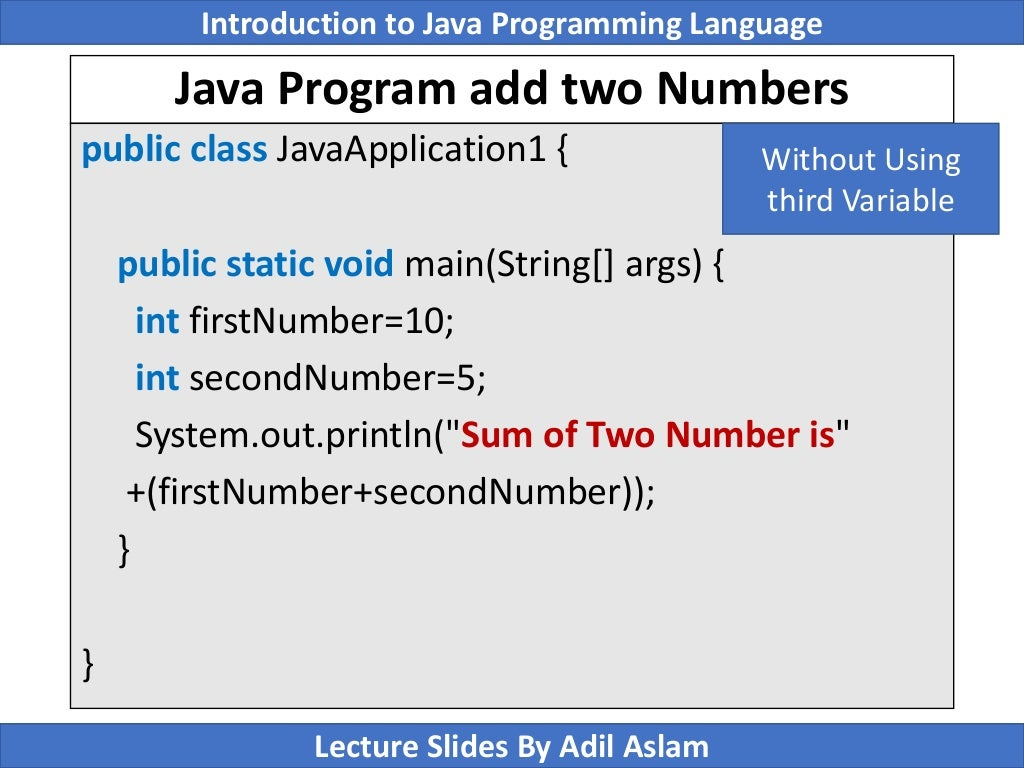 Introduction to Java Programming Language
Java Program add two Numbers
public class JavaApplication1 {
Without Using
third Variable
public static void main(String[] args) {
int firstNumber=10;
int secondNumber=5;
System.out.println("Sum of Two Number is"
+(firstNumber+secondNumber));
}
}
Lecture Slides By Adil Aslam